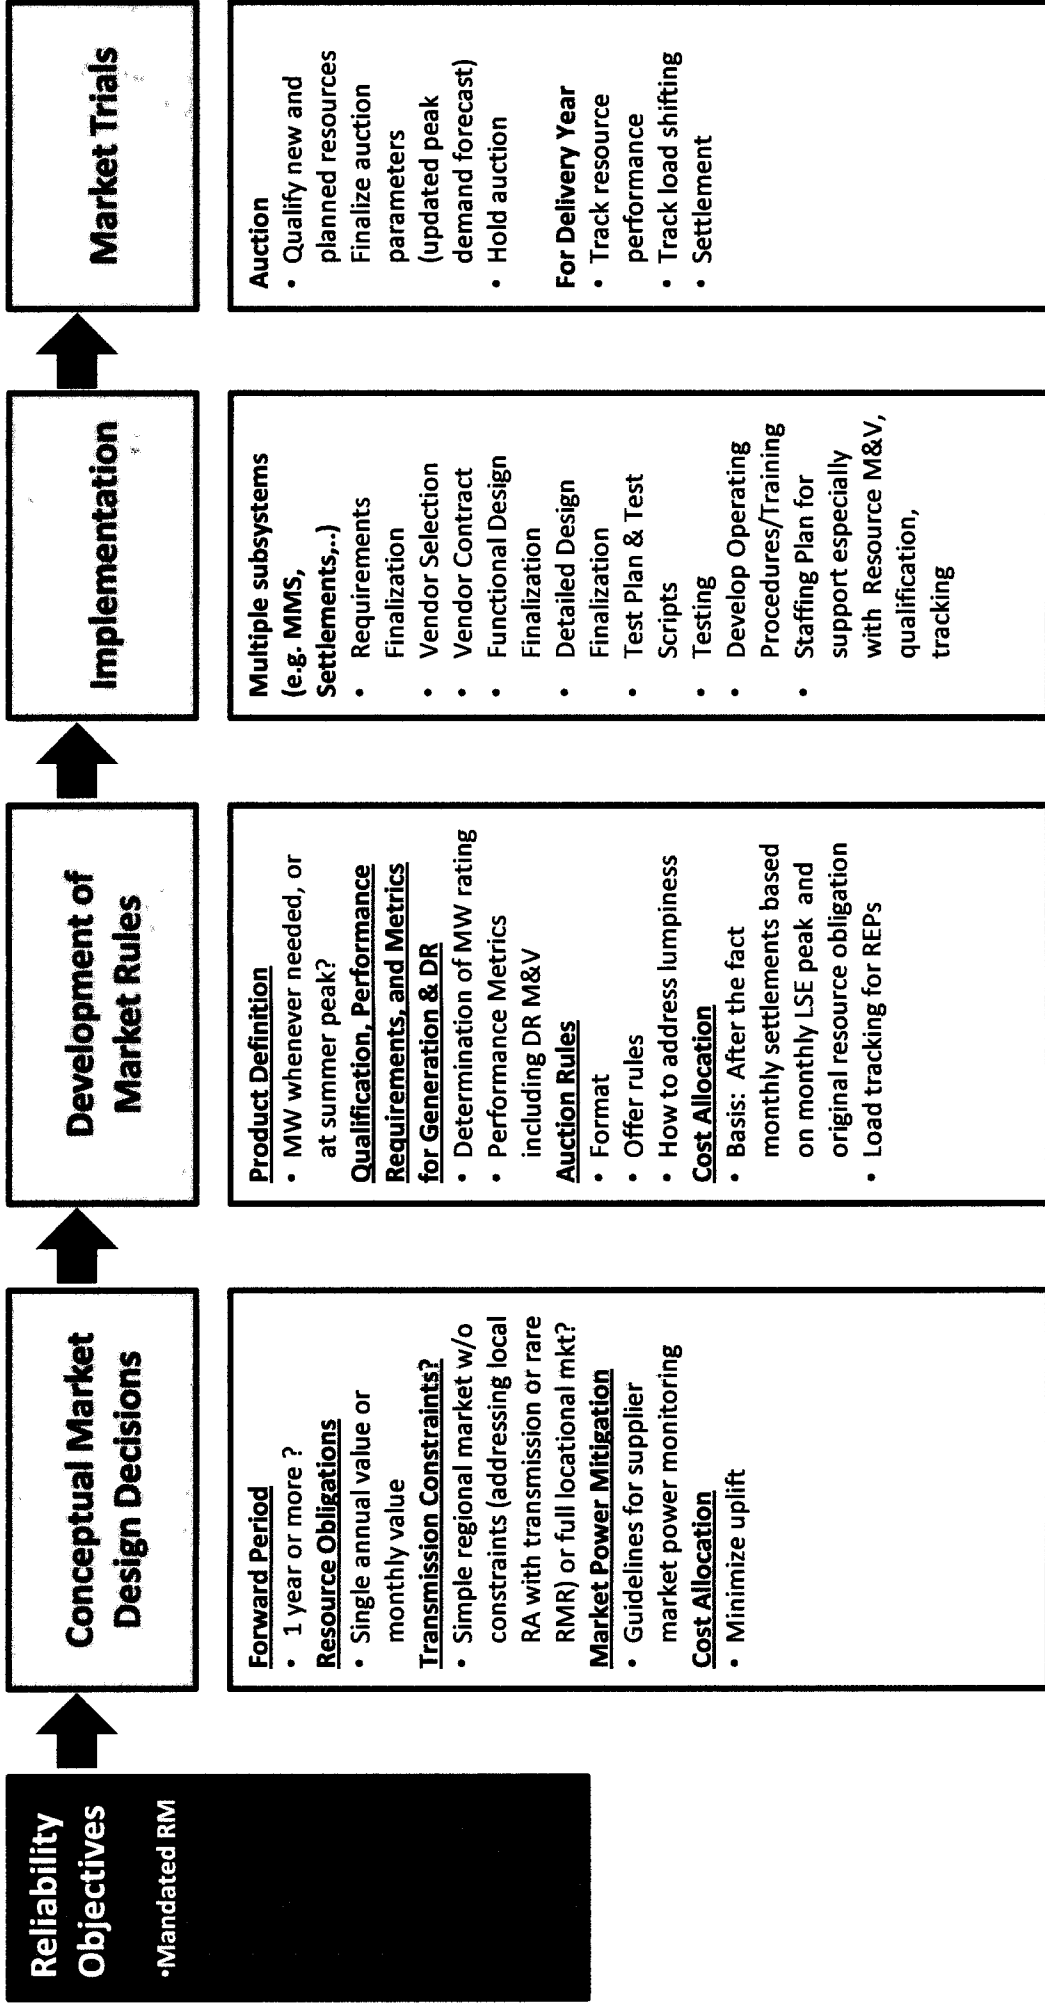 Reliability
Objectives
•Mandated RM
Conceptual Market
Design Decisions
Forward Period
• 1 year or more ?
Resource Obligations
• Single annual value or
monthly value
Transmission Constraints?
• Simple regional market w/o
constraints (addressing local
RA with transmission or rare
RMR) or full locational mkt?
Market Power Mitigation
• Guidelines for supplier
market power monitoring
Cost Allocation
• Minimize uplift
Development of
Market Rules
Product Definition
• MW whenever needed, or
at summer peak?
Qualification, Performance
Requirements, and Metrics
for Generation & DR
• Determination of MW rating
• Performance Metrics
including DR M&V
Auction Rules
• Format
• Offer rules
• How to address lumpiness
Cost Allocation
• Basis: After the fact
monthly settlements based
on monthly LSE peak and
original resource obligation
• Load tracking for REPs
Implementation
Multiple subsystems
(e.g. MMS,
Settlements,..)
• Requirements
Finalization
• Vendor Selection
• Vendor Contract
• Functional Design
Finalization
• Detailed Design
Finalization
• Test Plan & Test
Scripts
• Testing
• Develop Operating
Procedures/Training
• Staffing Plan for
support especially
with Resource M&V,
qualification,
tracking
Market Trials
Auction
• Qualify new and
planned resources
Finalize auction
parameters
(updated peak
demand forecast)
• Hold auction
For Delivery Year
• Track resource
performance
• Track load shifting
• Settlement